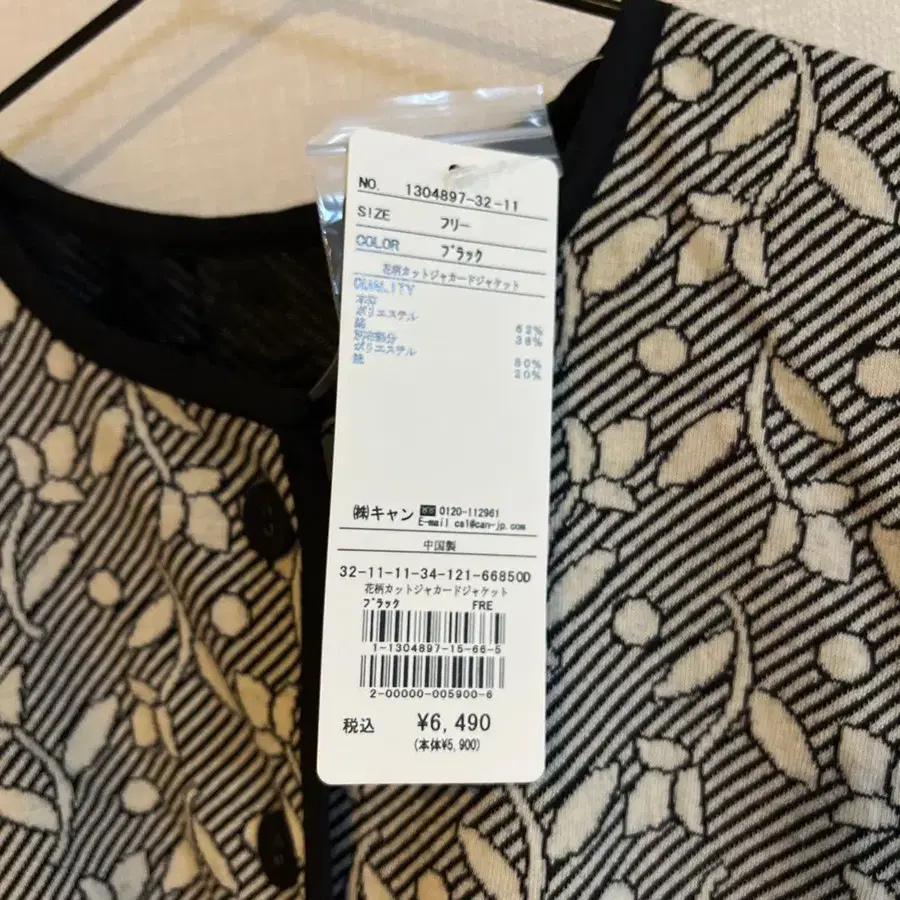 NO. 1304897-32-11
SIZE フリー
COLOR ブラック
花柄カットジャカードジャケット
QUALITY
本体
ポリエステル 62%
綿 38%
別布部分
ポリエステル 80%
綿 20%
㈱キャン 0120-112961
E-mail csl@can-jp.com
中国製
32-11-11-34-121-66850D
花柄カットジャカードジャケット
ブラック FRE
1-1304897-15-66-5
2-00000-005900-6
税込 ¥6,490
(本体¥5,900)